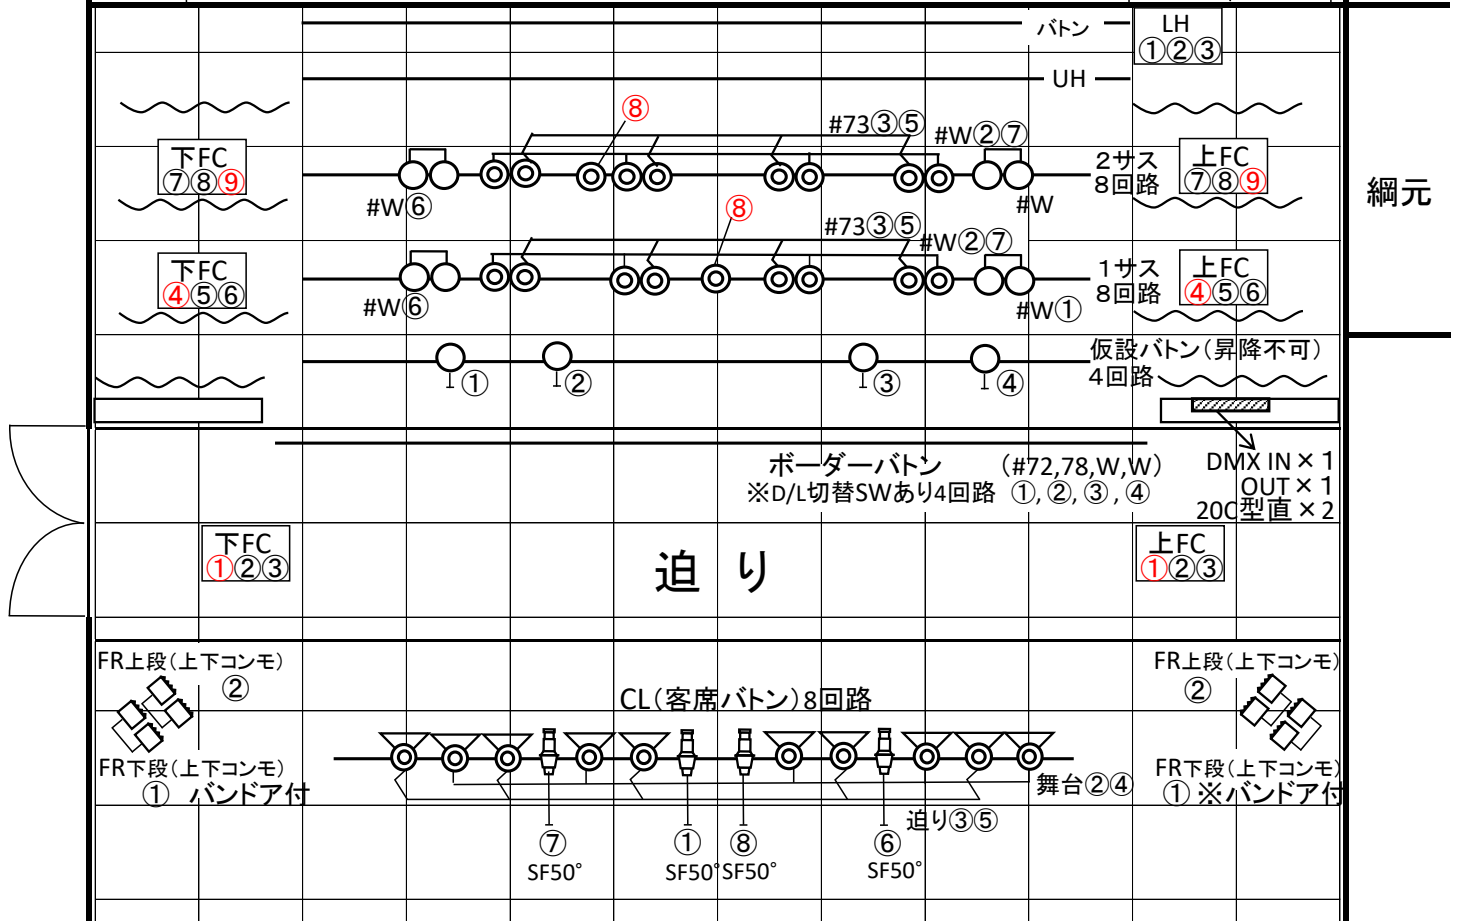 バトン
LH
①②③
UH
⑧
#73③⑤
#W②⑦
2サス
8回路
下FC
⑦⑧⑨
上FC
⑦⑧⑨
綱元
#W⑥
#W
⑧
#73③⑤
#W②⑦
1サス
8回路
下FC
④⑤⑥
上FC
④⑤⑥
#W⑥
#W①
仮設バトン(昇降不可)
4回路
①
②
③
④
ボーダーバトン
(#72,78,W,W)
※D/L切替SWあり4回路
①,②,③,④
DMX IN×1
OUT×1
20C型直×2
下FC
①②③
迫り
上FC
①②③
FR上段(上下コンモ)
②
FR上段(上下コンモ)
②
CL(客席バトン)8回路
FR下段(上下コンモ)
① バンドア付
舞台②④
FR下段(上下コンモ)
①※バンドア付
迫り③⑤
⑦
SF50°
①
SF50°
⑧
SF50°
⑥
SF50°